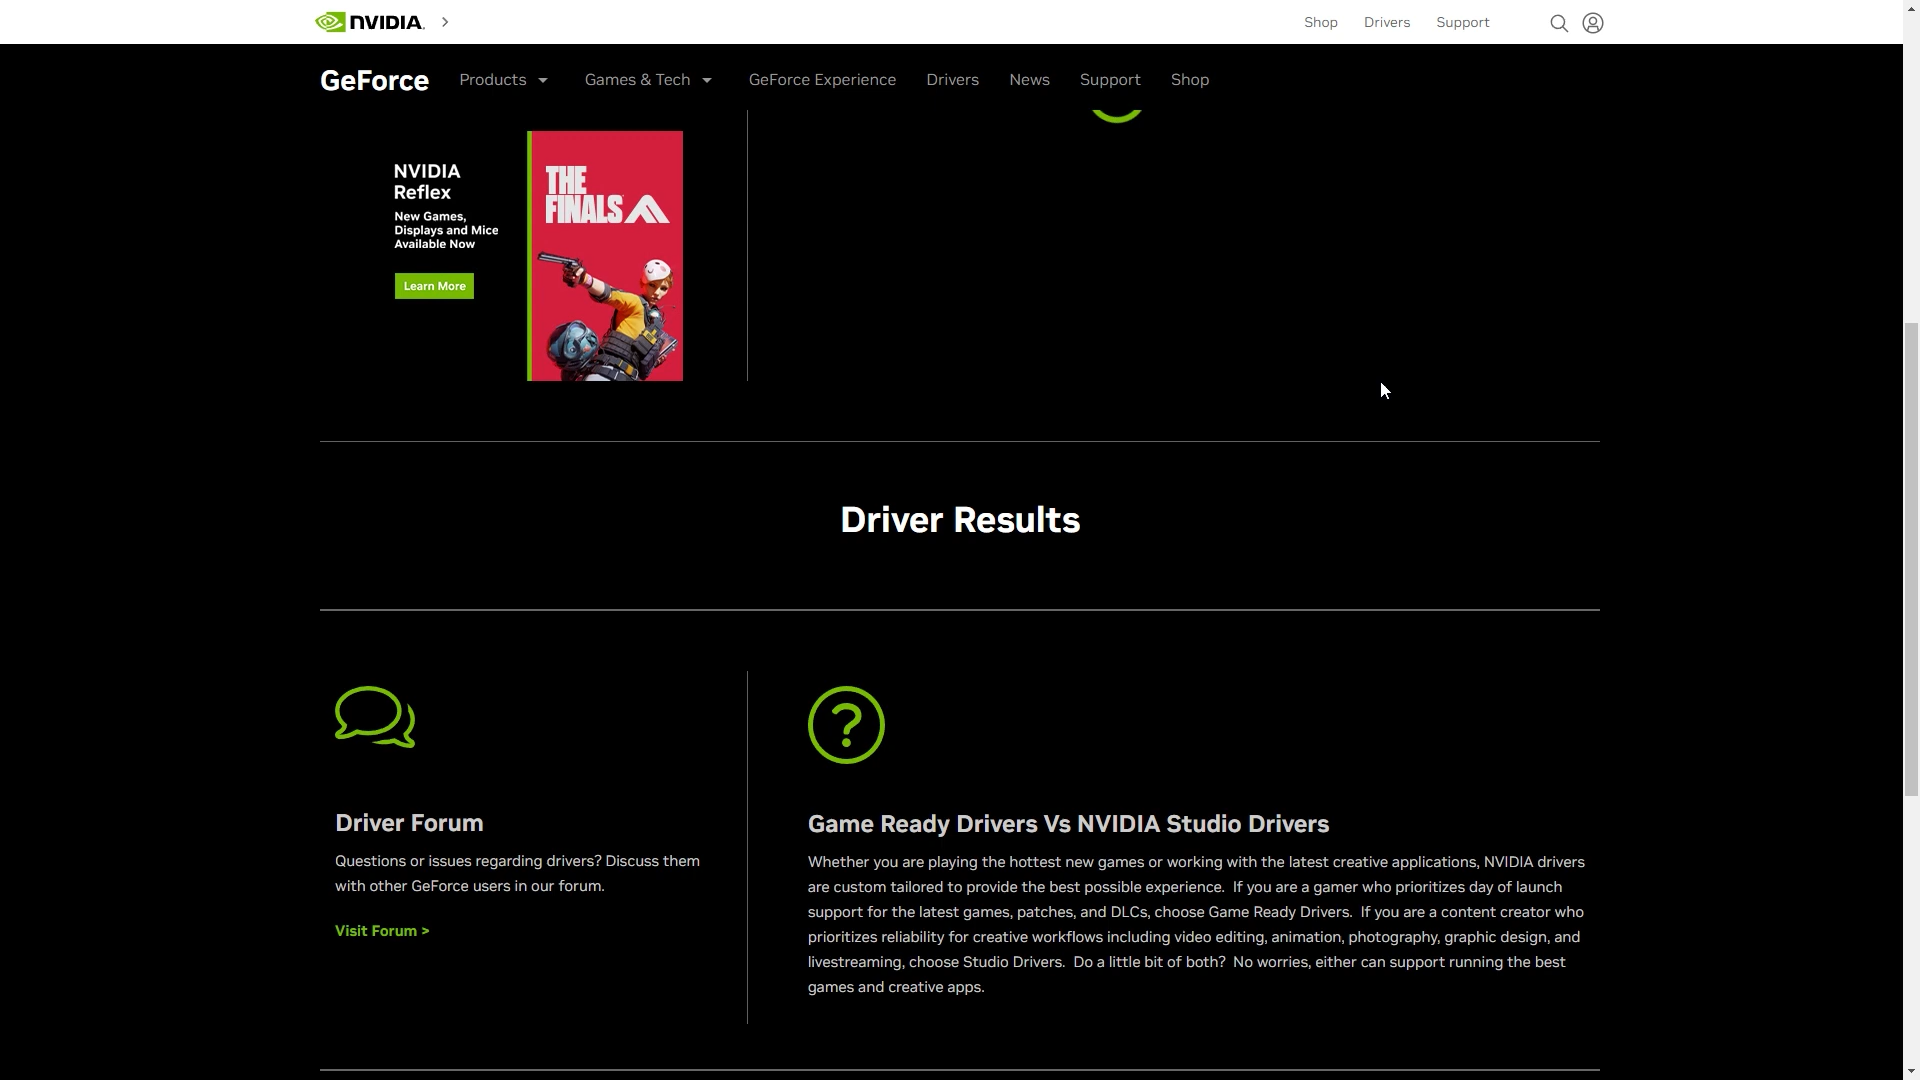 NVIDIA.
Shop
Drivers
Support
GeForce
Products
Games & Tech
GeForce Experience
Drivers
News
Support
Shop
NVIDIA
Reflex
New Games,
Displays and Mice
Available Now
Learn More
THE
FINALS
Driver Results
Driver Forum
Questions or issues regarding drivers? Discuss them
with other GeForce users in our forum.
Visit Forum >
Game Ready Drivers Vs NVIDIA Studio Drivers
Whether you are playing the hottest new games or working with the latest creative applications, NVIDIA drivers
are custom tailored to provide the best possible experience. If you are a gamer who prioritizes day of launch
support for the latest games, patches, and DLCs, choose Game Ready Drivers. If you are a content creator who
prioritizes reliability for creative workflows including video editing, animation, photography, graphic design, and
livestreaming, choose Studio Drivers. Do a little bit of both? No worries, either can support running the best
games and creative apps.